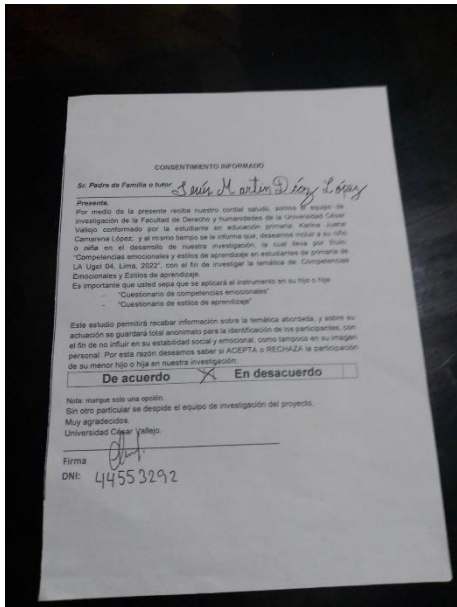 CONSENTIMIENTO INFORMADO
Sr. Padre de Familia o tutor: Jesús Martin Díaz López
Presente.
Por medio de la presente reciba nuestro cordial saludo, somos el equipo de
investigación de la Facultad de Derecho y humanidades de la Universidad César
Vallejo conformado por la estudiante en educación primaria. Karina Juana
Camarena López; y al mismo tiempo se le informa que, deseamos incluir a su niño
o niña en el desarrollo de nuestra investigación, la cual lleva por título:
"Competencias emocionales y estilos de aprendizaje en estudiantes de primaria de
LA Ugel 04, Lima, 2022", con el fin de investigar la temática de: Competencias
Emocionales y Estilos de aprendizaje.
Es importante que usted sepa que se aplicará el instrumento en su hijo o hija
- "Cuestionario de competencias emocionales"
- "Cuestionario de estilos de aprendizaje"
Este estudio permitirá recabar información sobre la temática abordada, y sobre su
actuación se guardará total anonimato para la identificación de los participantes, con
el fin de no influir en su estabilidad social y emocional, como tampoco en su imagen
personal. Por esta razón deseamos saber si ACEPTA o RECHAZA la participación
de su menor hijo o hija en nuestra investigación:
De acuerdo X En desacuerdo
Nota: marque solo una opción.
Sin otro particular se despide el equipo de investigación del proyecto.
Muy agradecidos.
Universidad César Vallejo.
Firma
DNI: 44553292